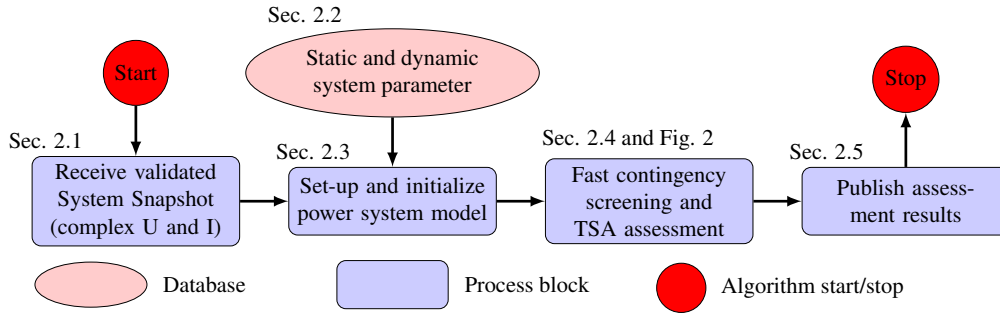 Sec. 2.2
Start
Static and dynamic
system parameter
Stop
Sec. 2.1
Sec. 2.3
Sec. 2.4 and Fig. 2
Sec. 2.5
Receive validated
System Snapshot
(complex U and I)
Set-up and initialize
power system model
Fast contingency
screening and
TSA assessment
Publish assess-
ment results
Database
Process block
Algorithm start/stop